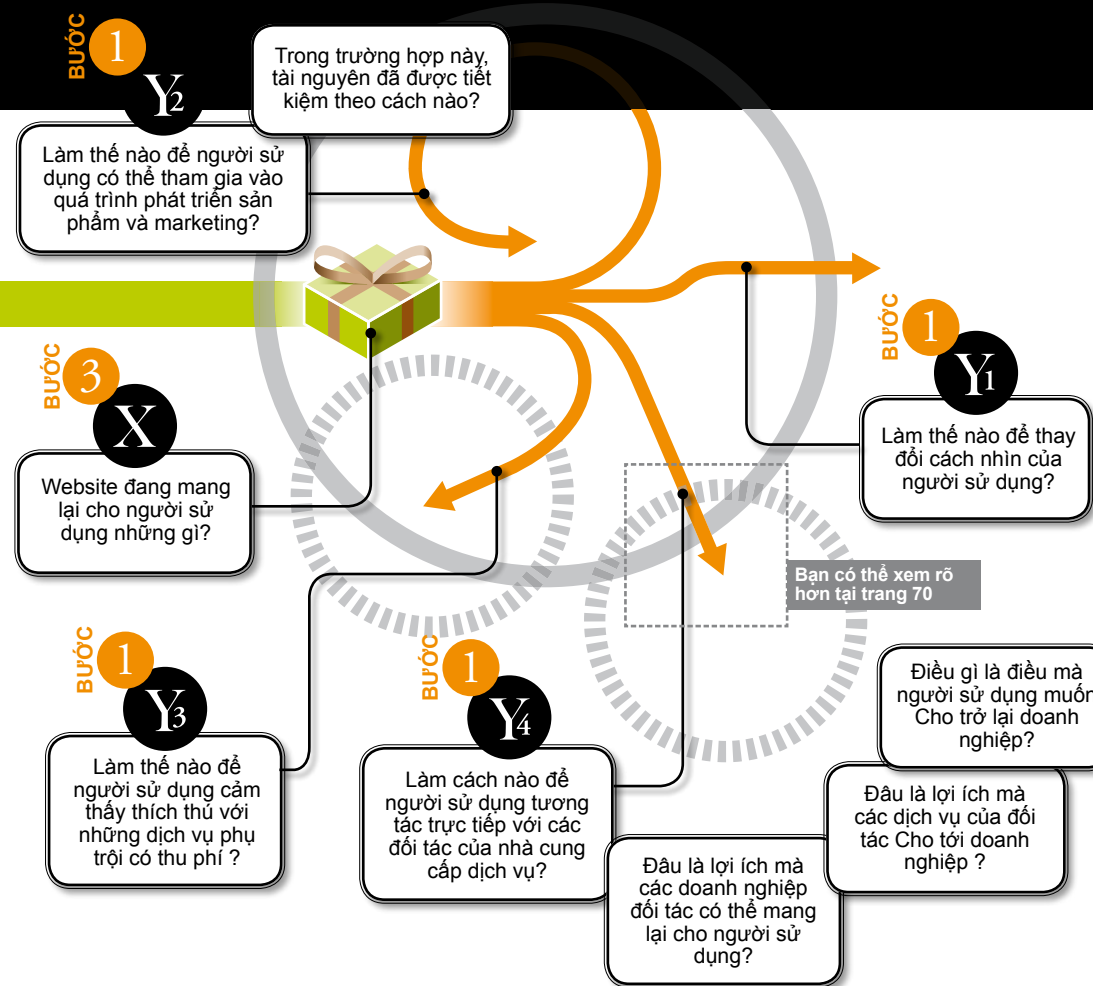 BƯỚC
1
Y2
Trong trường hợp này,
tài nguyên đã được tiết
kiệm theo cách nào?
Làm thế nào để người sử
dụng có thể tham gia vào
quá trình phát triển sản
phẩm và marketing?
BƯỚC
1
Y1
Làm thế nào để thay
đổi cách nhìn của
người sử dụng?
BƯỚC
3
X
Website đang mang
lại cho người sử
dụng những gì?
Bạn có thể xem rõ
hơn tại trang 70
BƯỚC
1
Y3
Làm thế nào để
người sử dụng cảm
thấy thích thú với
những dịch vụ phụ
trội có thu phí ?
BƯỚC
1
Y4
Làm cách nào để
người sử dụng tương
tác trực tiếp với các
đối tác của nhà cung
cấp dịch vụ?
Đâu là lợi ích mà
các doanh nghiệp
đối tác có thể mang
lại cho người sử
dụng?
Đâu là lợi ích mà
các dịch vụ của đối
tác Cho tới doanh
nghiệp ?
Điều gì là điều mà
người sử dụng muốn
Cho trở lại doanh
nghiệp?